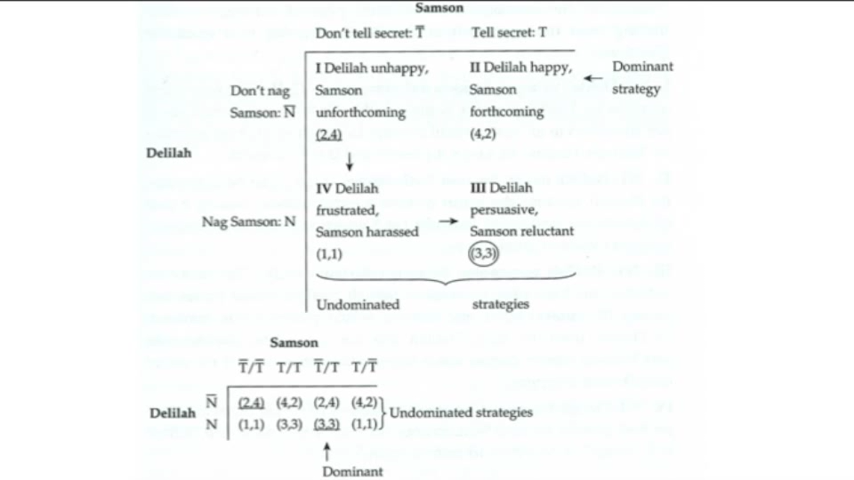 Samson
Don't tell secret: T̅ Tell secret: T
I Delilah unhappy, II Delilah happy, Dominant
Don't nag Samson Samson strategy
Samson: N̅ unforthcoming forthcoming
(2,4) (4,2)
Delilah
IV Delilah III Delilah
frustrated, persuasive,
Nag Samson: N Samson harassed Samson reluctant
(1,1) (3,3)
Undominated strategies
Samson
T̅/T̅ T/T T̅/T T/T̅
N̅ (2,4) (4,2) (2,4) (4,2)
Delilah Undominated strategies
N (1,1) (3,3) (3,3) (1,1)
Dominant